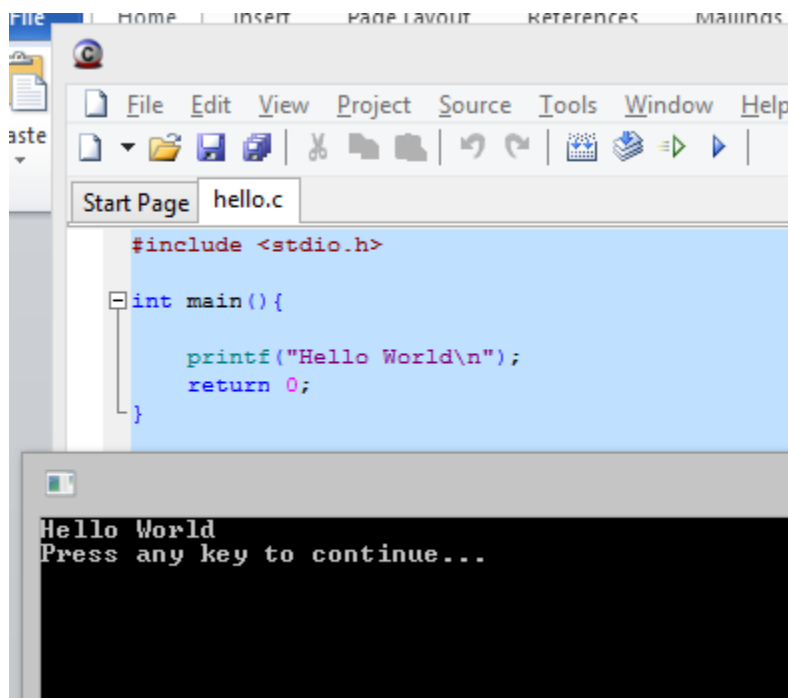 File Home Insert Page Layout References Mailings
aste
File Edit View Project Source Tools Window Help
Start Page hello.c
#include <stdio.h>
int main(){
printf("Hello World\n");
return 0;
}
Hello World
Press any key to continue...